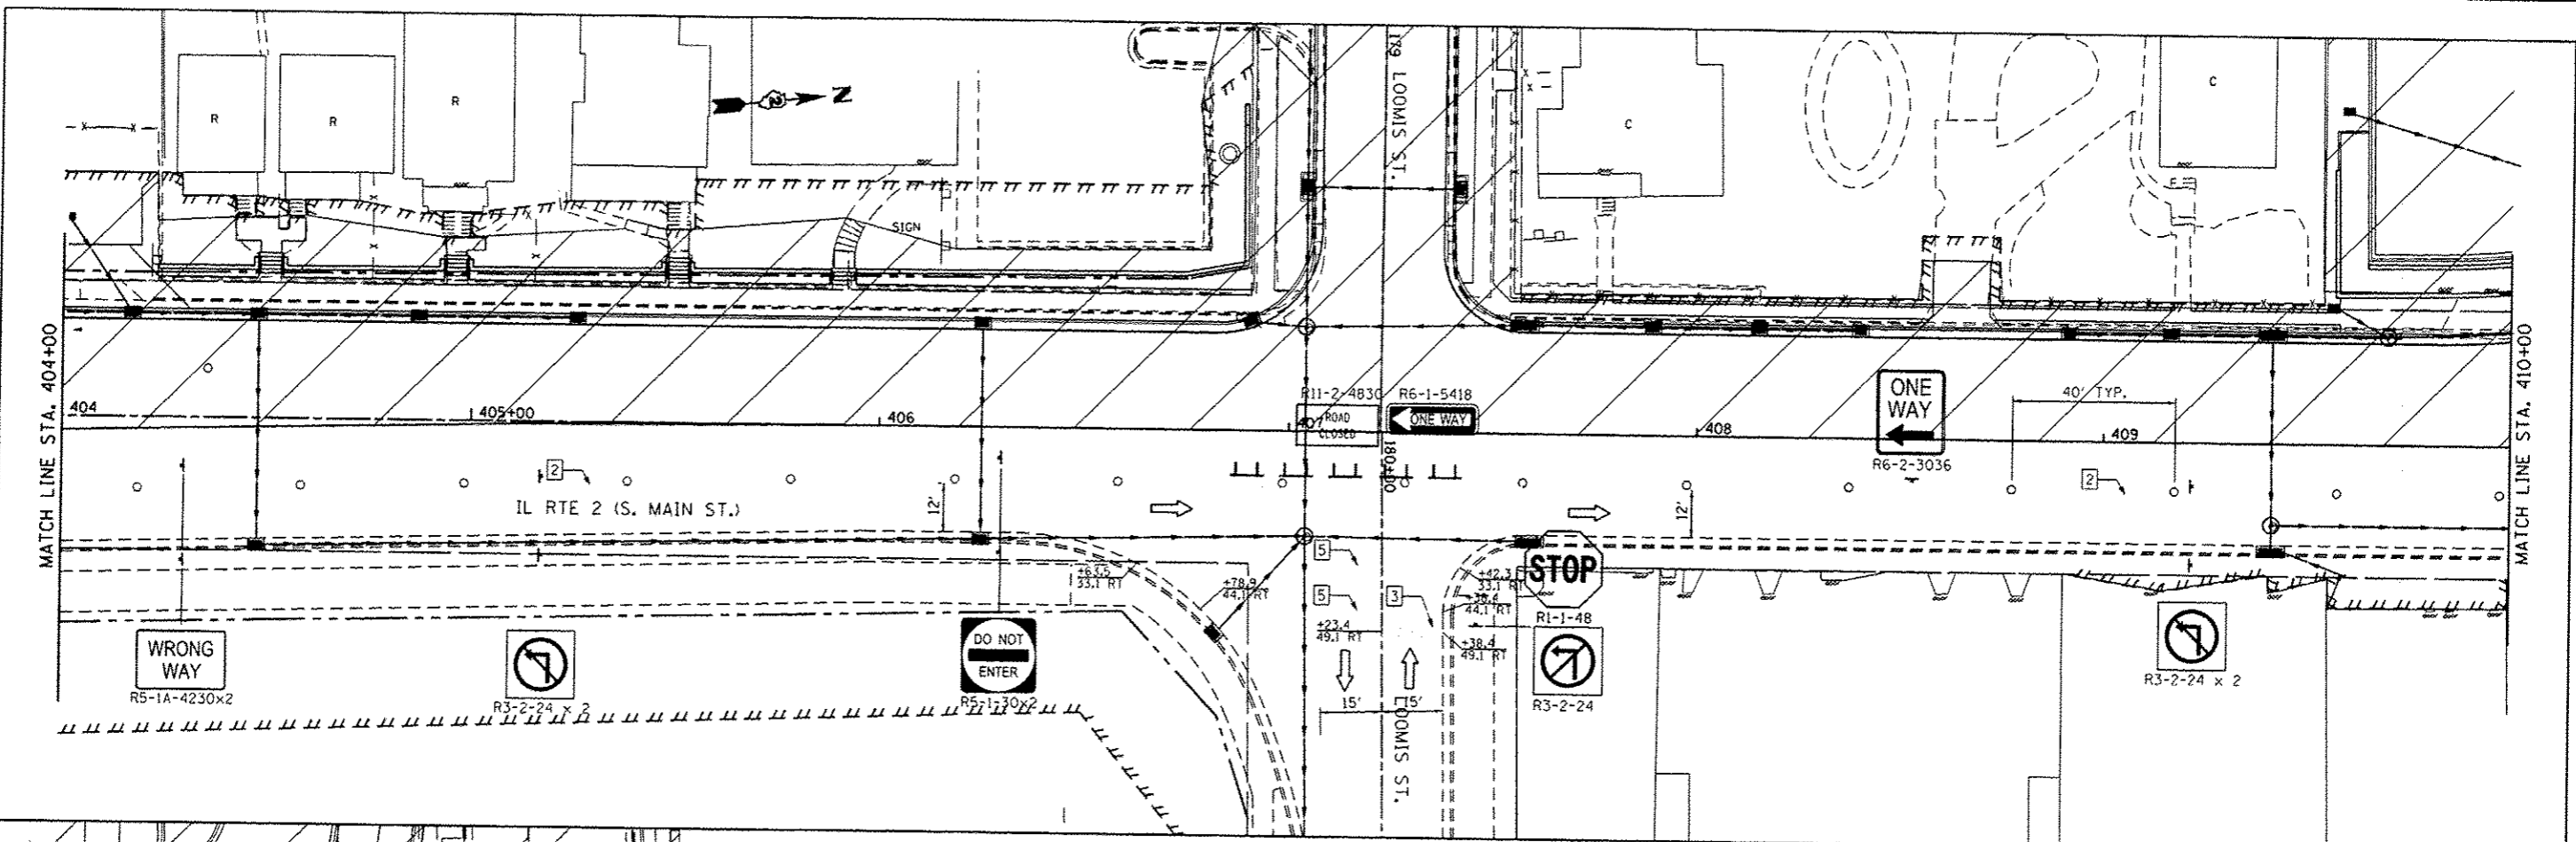 MATCH LINE STA. 404+00
R
R
R
N
SIGN
179
LOOMIS ST.
C
C
404
405+00
406
R11-2-4830
R6-1-5418
ROAD
CLOSED
ONE WAY
407
408
409
ONE
WAY
R6-2-3036
40' TYP.
180+00
2
2
IL RTE 2 (S. MAIN ST.)
12'
12'
5
5
3
+63.5
33.1 RT
+78.9
44.1 RT
+23.4
49.1 RT
+42.3
33.1 RT
+38.4
44.1 RT
+38.4
49.1 RT
STOP
R1-1-48
WRONG
WAY
R5-1A-4230x2
R3-2-24 x 2
DO NOT
ENTER
R5-1-30x2
15'
15'
LOOMIS ST.
R3-2-24
R3-2-24 x 2
MATCH LINE STA. 410+00